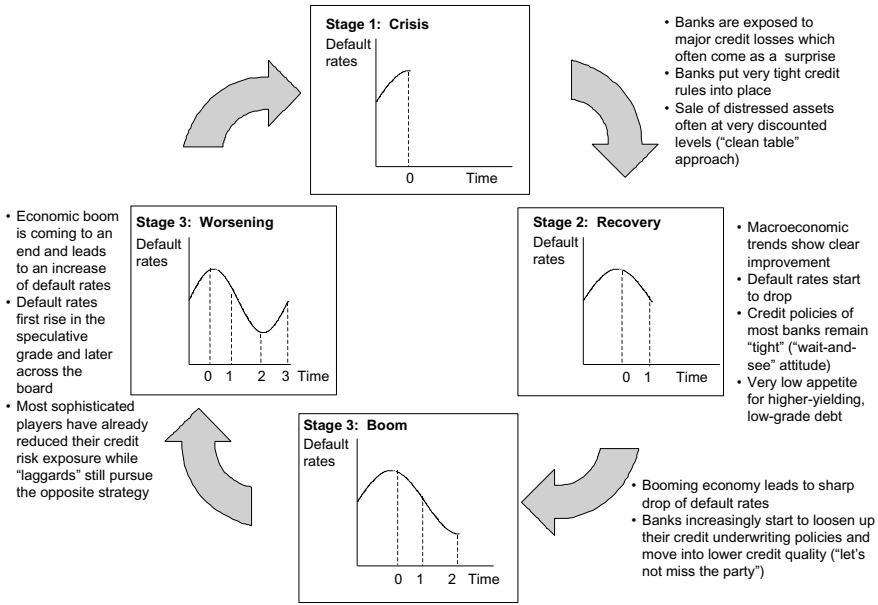 Stage 1: Crisis
Default
rates
0
Time
• Banks are exposed to
major credit losses which
often come as a surprise
• Banks put very tight credit
rules into place
• Sale of distressed assets
often at very discounted
levels (“clean table”
approach)
Stage 2: Recovery
Default
rates
0 1 Time
• Macroeconomic
trends show clear
improvement
• Default rates start
to drop
• Credit policies of
most banks remain
“tight” (“wait-and-
see” attitude)
• Very low appetite
for higher-yielding,
low-grade debt
Stage 3: Boom
Default
rates
0 1 2 Time
• Booming economy leads to sharp
drop of default rates
• Banks increasingly start to loosen up
their credit underwriting policies and
move into lower credit quality (“let’s
not miss the party”)
Stage 3: Worsening
Default
rates
0 1 2 3 Time
• Economic boom
is coming to an
end and leads
to an increase
of default rates
• Default rates
first rise in the
speculative
grade and later
across the
board
• Most sophisticated
players have already
reduced their credit
risk exposure while
“laggards” still pursue
the opposite strategy